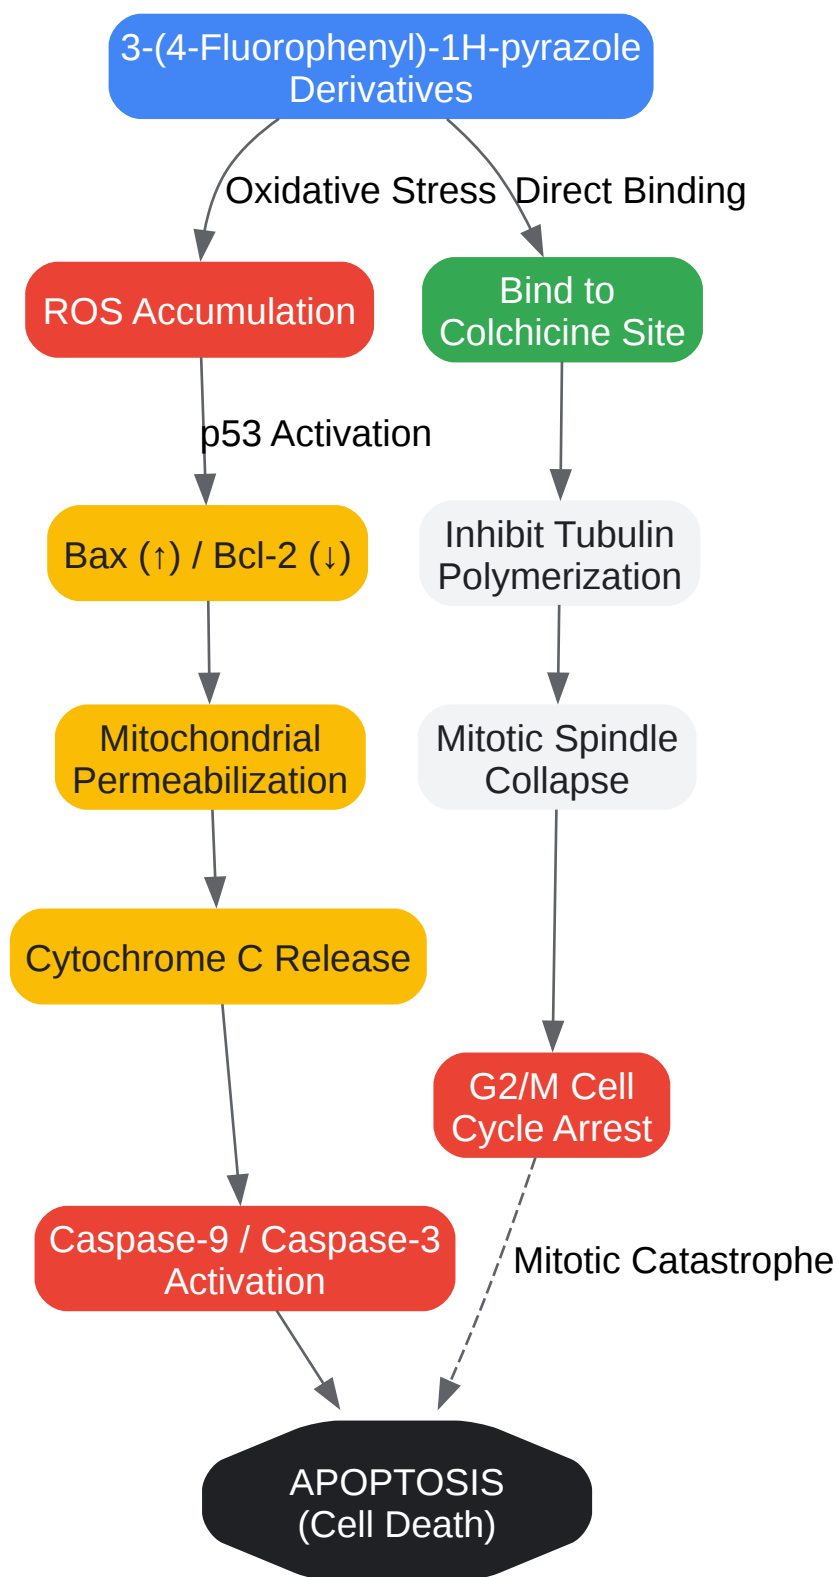 3-(4-Fluorophenyl)-1H-pyrazole
Derivatives
Oxidative Stress
Direct Binding
ROS Accumulation
Bind to
Colchicine Site
p53 Activation
Bax (↑) / Bcl-2 (↓)
Inhibit Tubulin
Polymerization
Mitochondrial
Permeabilization
Mitotic Spindle
Collapse
Cytochrome C Release
G2/M Cell
Cycle Arrest
Caspase-9 / Caspase-3
Activation
Mitotic Catastrophe
APOPTOSIS
(Cell Death)